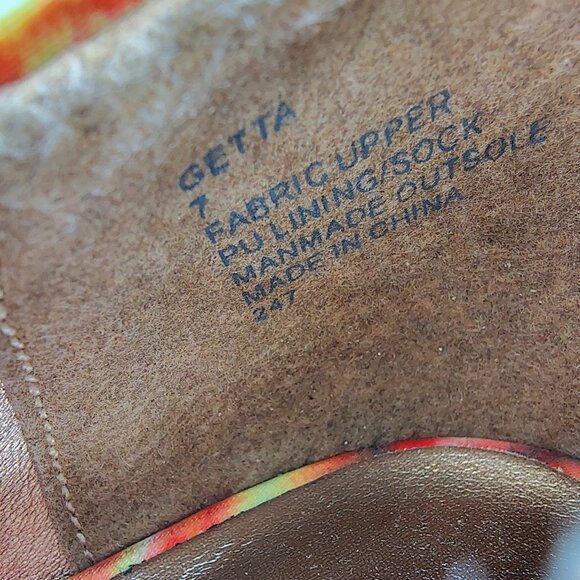 GETTA
7
FABRIC UPPER
PU LINING/SOCK
MANMADE OUTSOLE
MADE IN CHINA
247